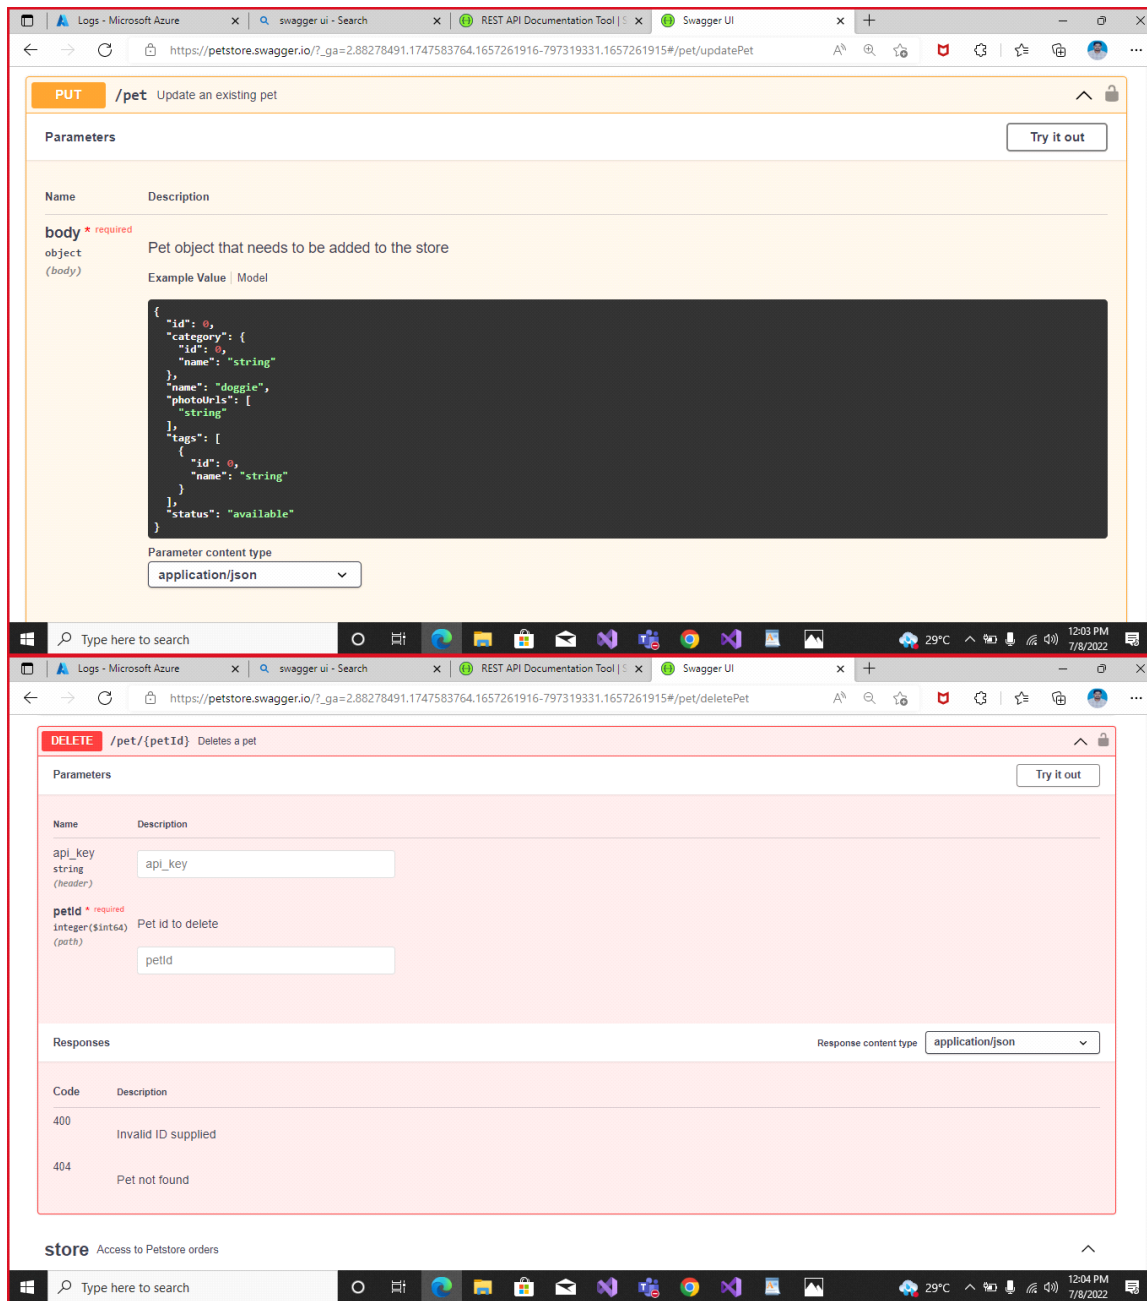 Logs - Microsoft Azure
swagger ui - Search
REST API Documentation Tool | S
Swagger UI
https://petstore.swagger.io/?_ga=2.88278491.1747583764.1657261916-797319331.1657261915#/pet/updatePet
PUT /pet Update an existing pet
Parameters
Try it out
Name Description
body * required
object
(body)
Pet object that needs to be added to the store
Example Value | Model
{
  "id": 0,
  "category": {
    "id": 0,
    "name": "string"
  },
  "name": "doggie",
  "photoUrls": [
    "string"
  ],
  "tags": [
    {
      "id": 0,
      "name": "string"
    }
  ],
  "status": "available"
}
Parameter content type
application/json
Type here to search
29°C
12:03 PM
7/8/2022
Logs - Microsoft Azure
swagger ui - Search
REST API Documentation Tool | S
Swagger UI
https://petstore.swagger.io/?_ga=2.88278491.1747583764.1657261916-797319331.1657261915#/pet/deletePet
DELETE /pet/{petId} Deletes a pet
Parameters
Try it out
Name Description
api_key
string
(header)
api_key
petId * required
integer($int64)
(path)
Pet id to delete
petId
Responses
Response content type
application/json
Code Description
400
Invalid ID supplied
404
Pet not found
store Access to Petstore orders
Type here to search
29°C
12:04 PM
7/8/2022